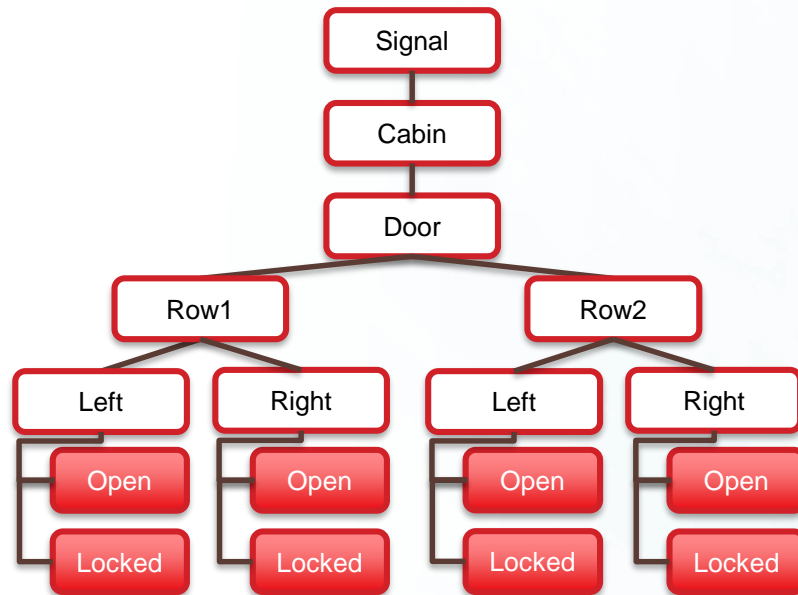 Signal
Cabin
Door
Row1
Row2
Left
Right
Left
Right
Open
Open
Open
Open
Locked
Locked
Locked
Locked